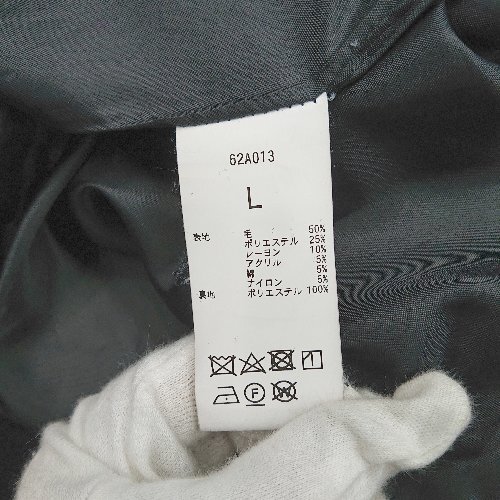 62A013
L
表地 毛 50%
ポリエステル 25%
レーヨン 10%
アクリル 5%
綿 5%
ナイロン 5%
裏地 ポリエステル 100%
F
W